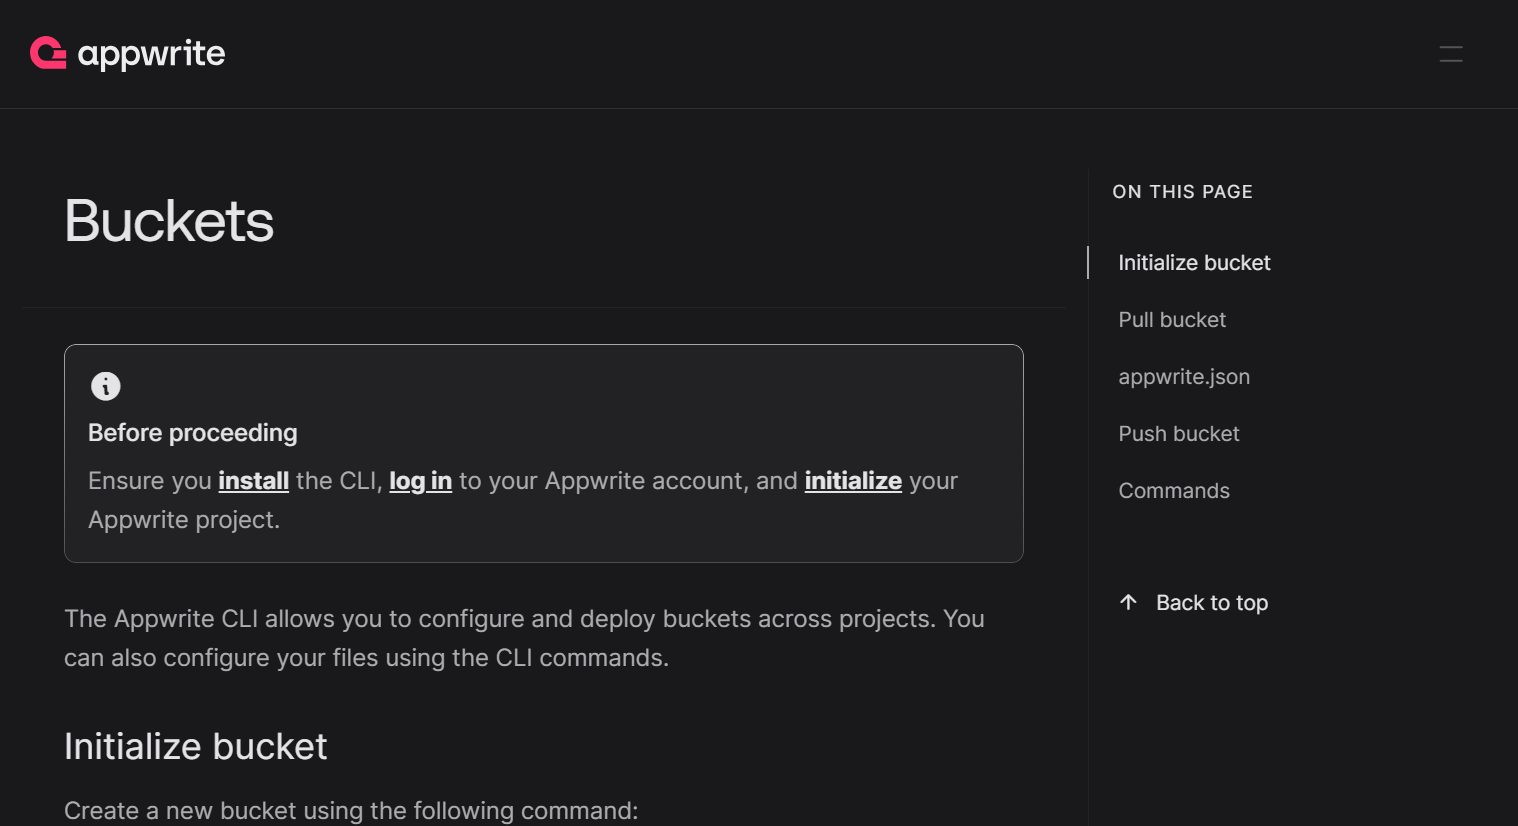 appwrite
Buckets
Before proceeding
Ensure you install the CLI, log in to your Appwrite account, and initialize your
Appwrite project.
The Appwrite CLI allows you to configure and deploy buckets across projects. You
can also configure your files using the CLI commands.
Initialize bucket
Create a new bucket using the following command:
ON THIS PAGE
Initialize bucket
Pull bucket
appwrite.json
Push bucket
Commands
Back to top